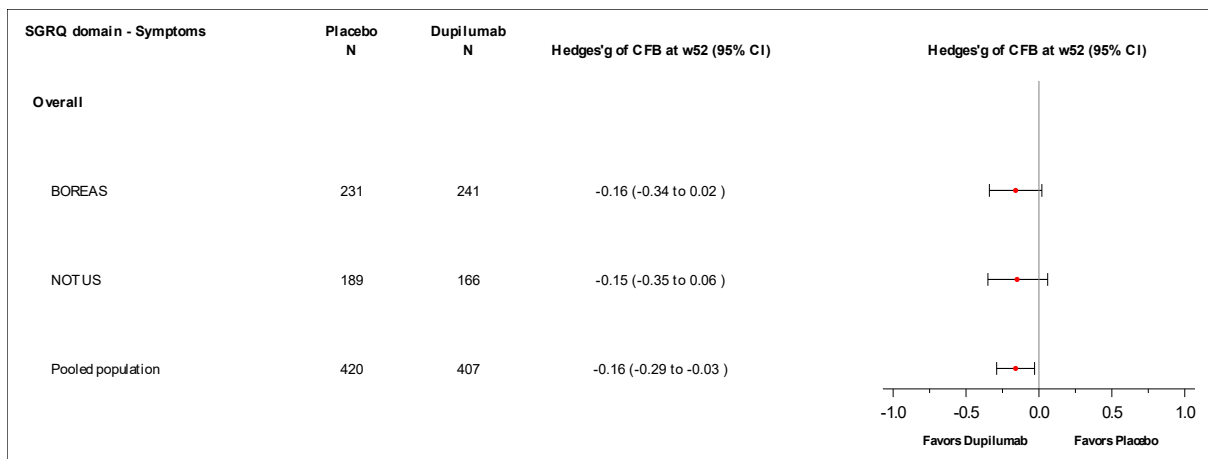 SGRQ domain - Symptoms Placebo Dupilumab
N N Hedges'g of CFB at w52 (95% CI) Hedges'g of CFB at w52 (95% CI)
Overall
BOREAS 231 241 -0.16 (-0.34 to 0.02 )
NOTUS 189 166 -0.15 (-0.35 to 0.06 )
Pooled population 420 407 -0.16 (-0.29 to -0.03 )
-1.0 -0.5 0.0 0.5 1.0
Favors Dupilumab Favors Placebo